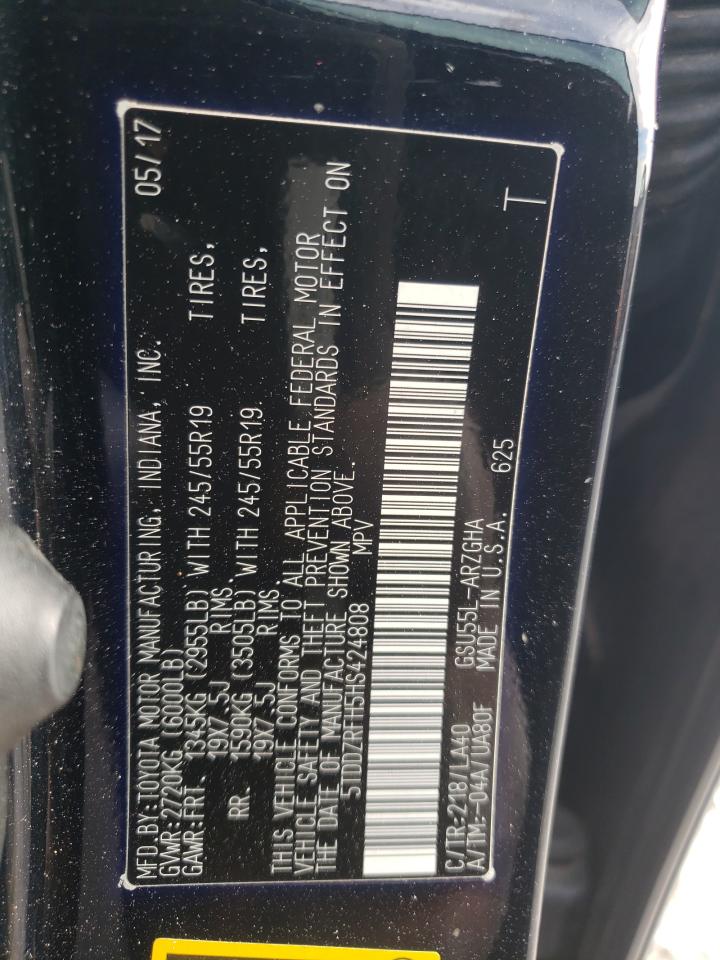 MFD.BY:TOYOTA MOTOR MANUFACTURING, INDIANA, INC. 05/17
GVWR:2720KG (6000LB)
GAWR:FRT. 1345KG (2955LB) WITH 245/55R19 TIRES,
19X7.5J RIMS.
RR. 1590KG (3505LB) WITH 245/55R19 TIRES,
19X7.5J RIMS.
THIS VEHICLE CONFORMS TO ALL APPLICABLE FEDERAL MOTOR
VEHICLE SAFETY AND THEFT PREVENTION STANDARDS IN EFFECT ON
THE DATE OF MANUFACTURE SHOWN ABOVE.
5TDDZRFH5HS424808 MPV
C/TR:218/LA40 GSU55L-ARZGHA 625
A/TM:-04A/UA80F MADE IN U.S.A. T